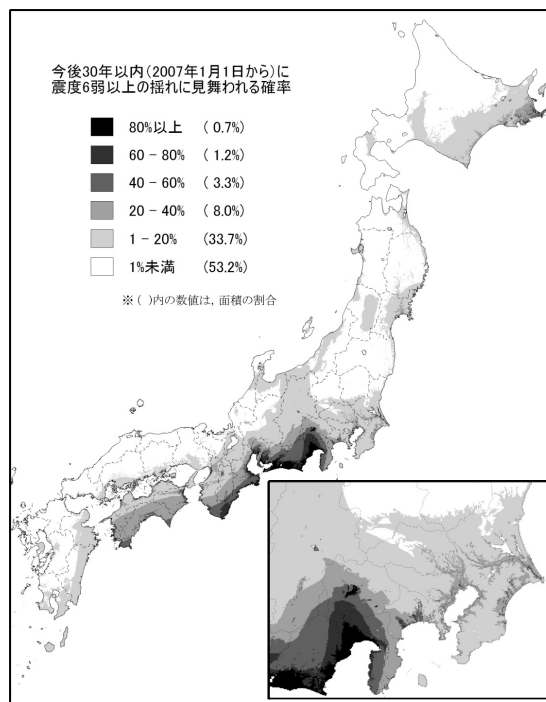 今後30年以内(2007年1月1日から)に
震度6弱以上の揺れに見舞われる確率
80%以上 ( 0.7%)
60 － 80% ( 1.2%)
40 － 60% ( 3.3%)
20 － 40% ( 8.0%)
1 － 20% (33.7%)
1%未満 (53.2%)
※ ( )内の数値は，面積の割合